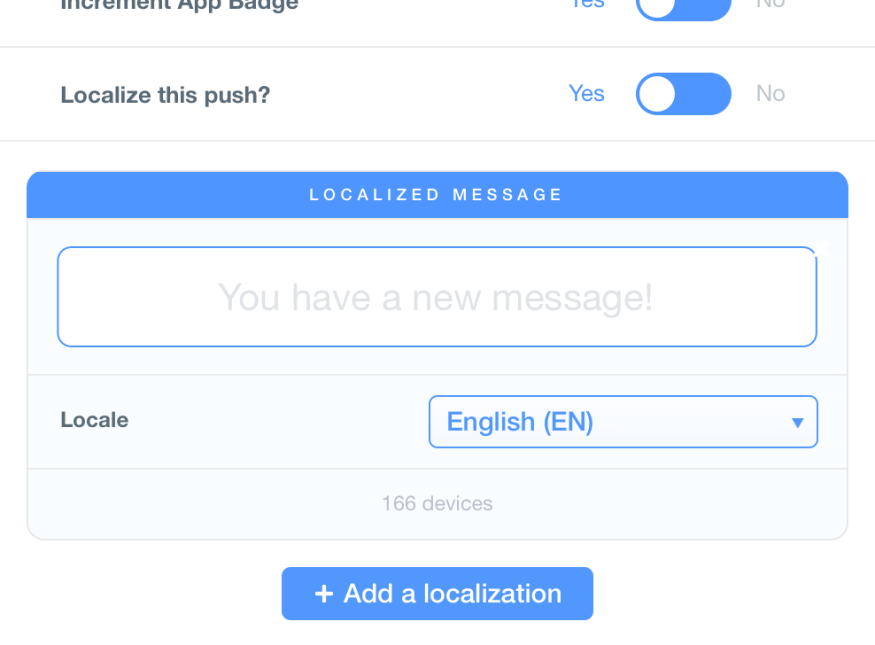 Increment App Badge Yes No
Localize this push? Yes No
LOCALIZED MESSAGE
You have a new message!
Locale English (EN) ▼
166 devices
+ Add a localization